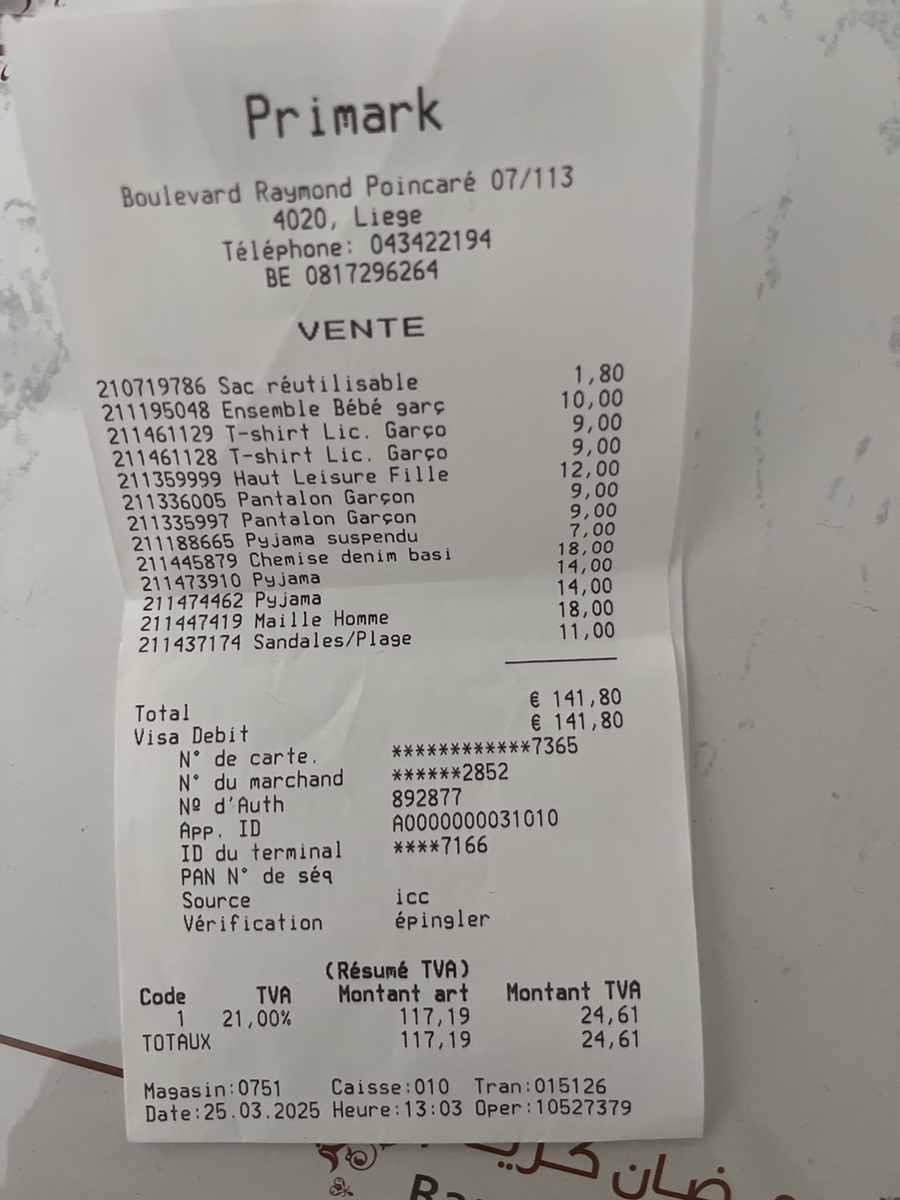 Primark
Boulevard Raymond Poincaré 07/113
4020, Liege
Téléphone: 043422194
BE 0817296264
VENTE
210719786 Sac réutilisable 1,80
211195048 Ensemble Bébé garç 10,00
211461129 T-shirt Lic. Garço 9,00
211461128 T-shirt Lic. Garço 9,00
211359999 Haut Leisure Fille 12,00
211336005 Pantalon Garçon 9,00
211335997 Pantalon Garçon 9,00
211188665 Pyjama suspendu 7,00
211445879 Chemise denim basi 18,00
211473910 Pyjama 14,00
211474462 Pyjama 14,00
211447419 Maille Homme 18,00
211437174 Sandales/Plage 11,00
Total € 141,80
Visa Debit € 141,80
N° de carte. ************7365
N° du marchand ******2852
Nº d'Auth 892877
App. ID A0000000031010
ID du terminal ****7166
PAN N° de séq
Source icc
Vérification épingler
(Résumé TVA)
Code TVA Montant art Montant TVA
1 21,00% 117,19 24,61
TOTAUX 117,19 24,61
Magasin:0751 Caisse:010 Tran:015126
Date:25.03.2025 Heure:13:03 Oper:10527379